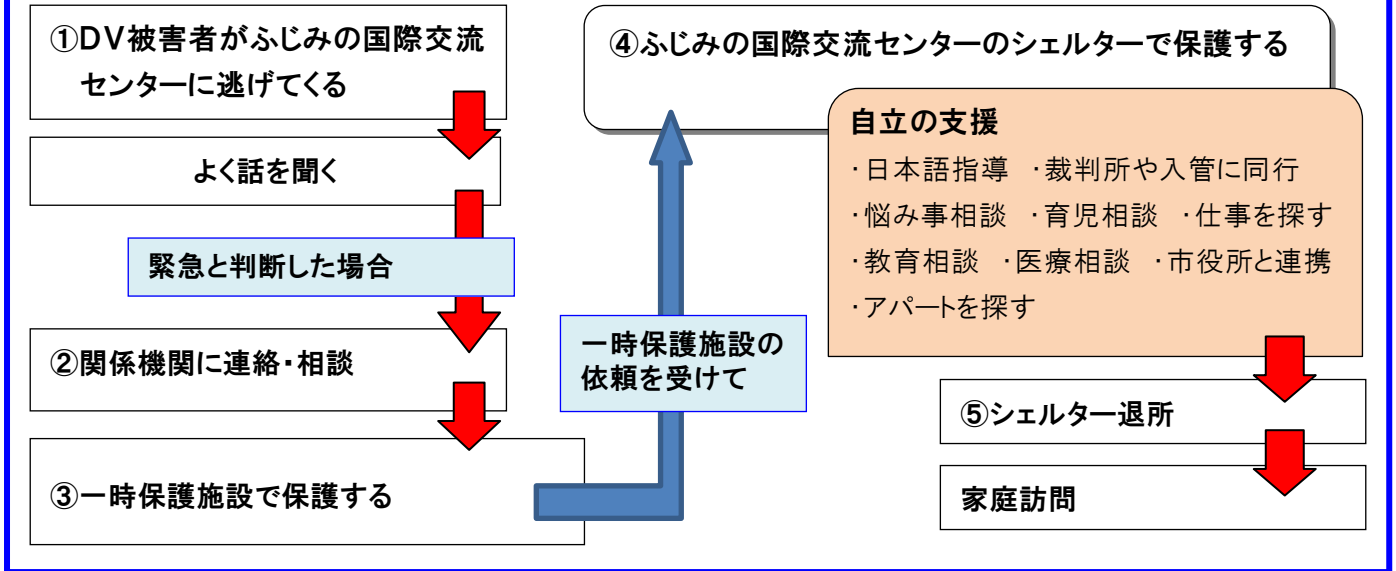 ①DV被害者がふじみの国際交流
センターに逃げてくる
よく話を聞く
緊急と判断した場合
②関係機関に連絡・相談
③一時保護施設で保護する
一時保護施設の
依頼を受けて
④ふじみの国際交流センターのシェルターで保護する
自立の支援
・日本語指導 ・裁判所や入管に同行
・悩み事相談 ・育児相談 ・仕事を探す
・教育相談 ・医療相談 ・市役所と連携
・アパートを探す
⑤シェルター退所
家庭訪問